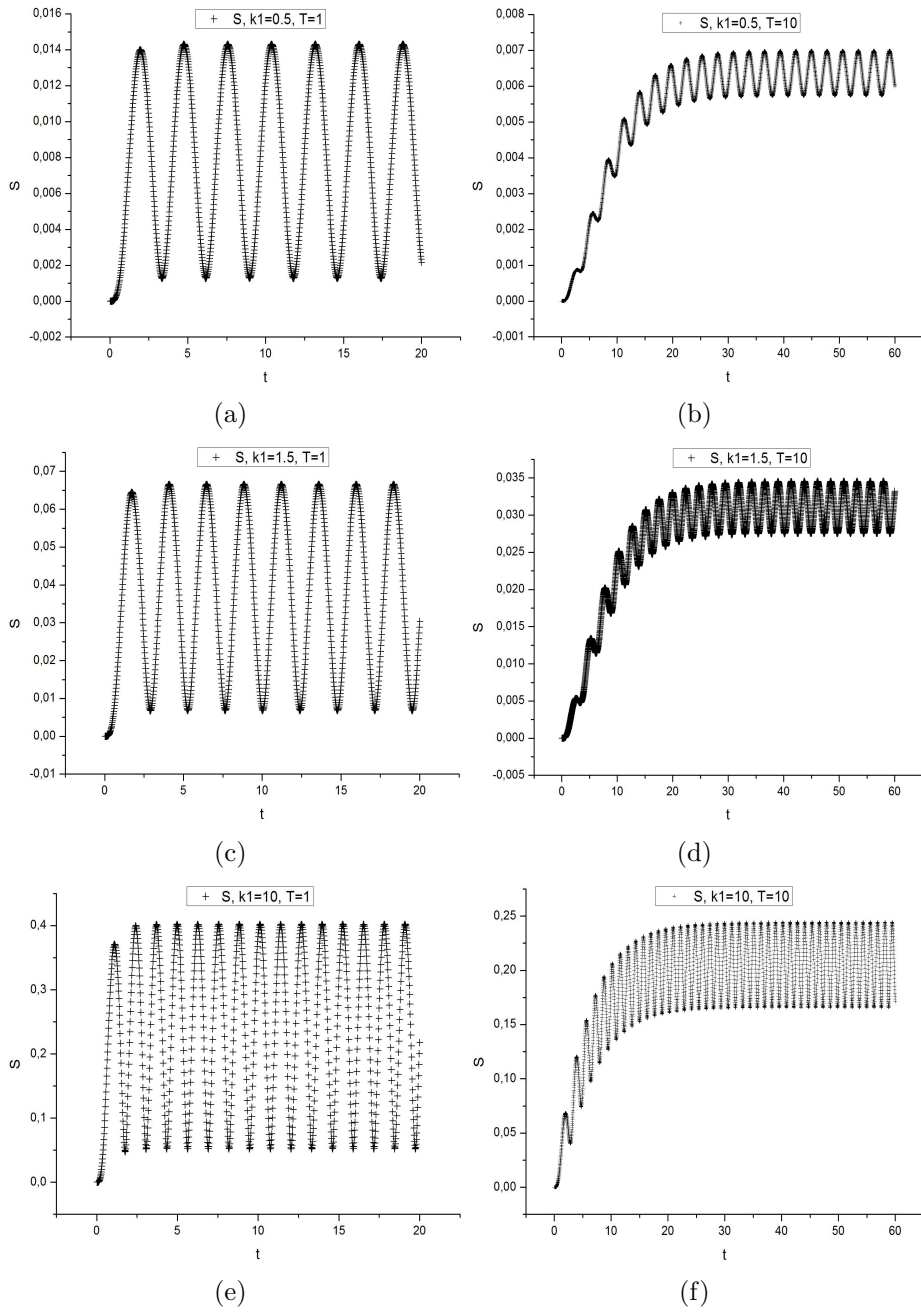 S, k1=0.5, T=1
0,016
0,014
0,012
0,010
0,008
0,006
0,004
0,002
0,000
-0,002
S
0 5 10 15 20
t
(a)
S, k1=0.5, T=10
0,008
0,007
0,006
0,005
0,004
0,003
0,002
0,001
0,000
-0,001
S
0 10 20 30 40 50 60
t
(b)
S, k1=1.5, T=1
0,07
0,06
0,05
0,04
0,03
0,02
0,01
0,00
-0,01
S
0 5 10 15 20
t
(c)
S, k1=1.5, T=10
0,035
0,030
0,025
0,020
0,015
0,010
0,005
0,000
-0,005
S
0 10 20 30 40 50 60
t
(d)
S, k1=10, T=1
0,4
0,3
0,2
0,1
0,0
S
0 5 10 15 20
t
(e)
S, k1=10, T=10
0,25
0,20
0,15
0,10
0,05
0,00
S
0 10 20 30 40 50 60
t
(f)